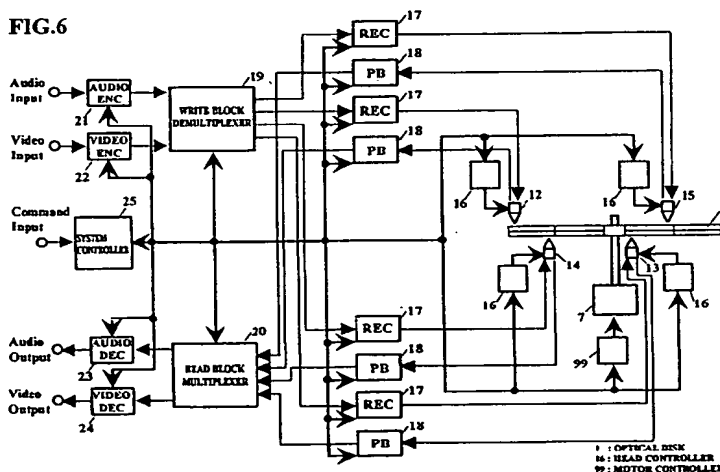 FIG.6
17
REC
18
PB
17
REC
18
PB
19
WRITE BLOCK
DEMULTIPLEXER
Audio
Input
AUDIO
ENC
21
Video
Input
VIDEO
ENC
22
Command
Input
25
SYSTEM
CONTROLLER
16
12
16
15
14
13
16
16
7
99
Audio
Output
AUDIO
DEC
23
Video
Output
VIDEO
DEC
24
20
READ BLOCK
MULTIPLEXER
17
REC
18
PB
17
REC
18
PB
: OPTICAL DISK
16 : HEAD CONTROLLER
99 : MOTOR CONTROLLER